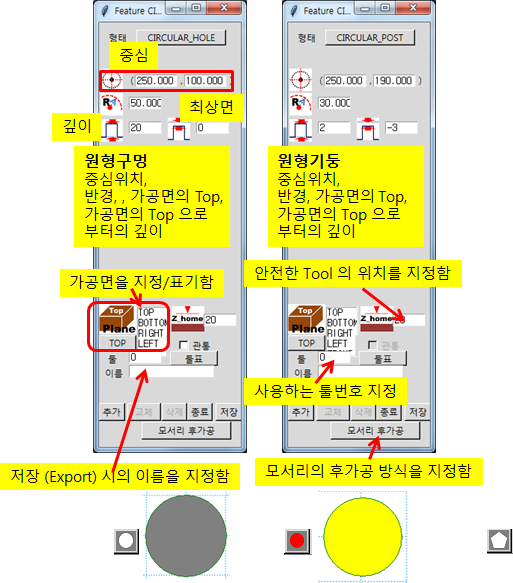 Feature CI...
형태
CIRCULAR_HOLE
중심
(250.000 ,100.000 )
R
50.000
최상면
깊이
20
0
원형구멍
중심위치,
반경, , 가공면의 Top,
가공면의 Top 으로
부터의 깊이
가공면을 지정/표기함
Top
Plane
TOP
TOP
BOTTOM
RIGHT
LEFT
Z_home
20
관통
툴
0
툴표
이름
추가
교체
삭제
종료
저장
모서리 후가공
저장 (Export) 시의 이름을 지정함
Feature CI...
형태
CIRCULAR_POST
(250.000 ,190.000 )
R
30.000
2
-3
원형기둥
중심위치,
반경, 가공면의 Top,
가공면의 Top 으로
부터의 깊이
안전한 Tool 의 위치를 지정함
Top
Plane
TOP
TOP
BOTTOM
RIGHT
LEFT
Z_home
관통
툴
0
툴표
이름
사용하는 툴번호 지정
추가
교체
삭제
종료
저장
모서리 후가공
모서리의 후가공 방식을 지정함